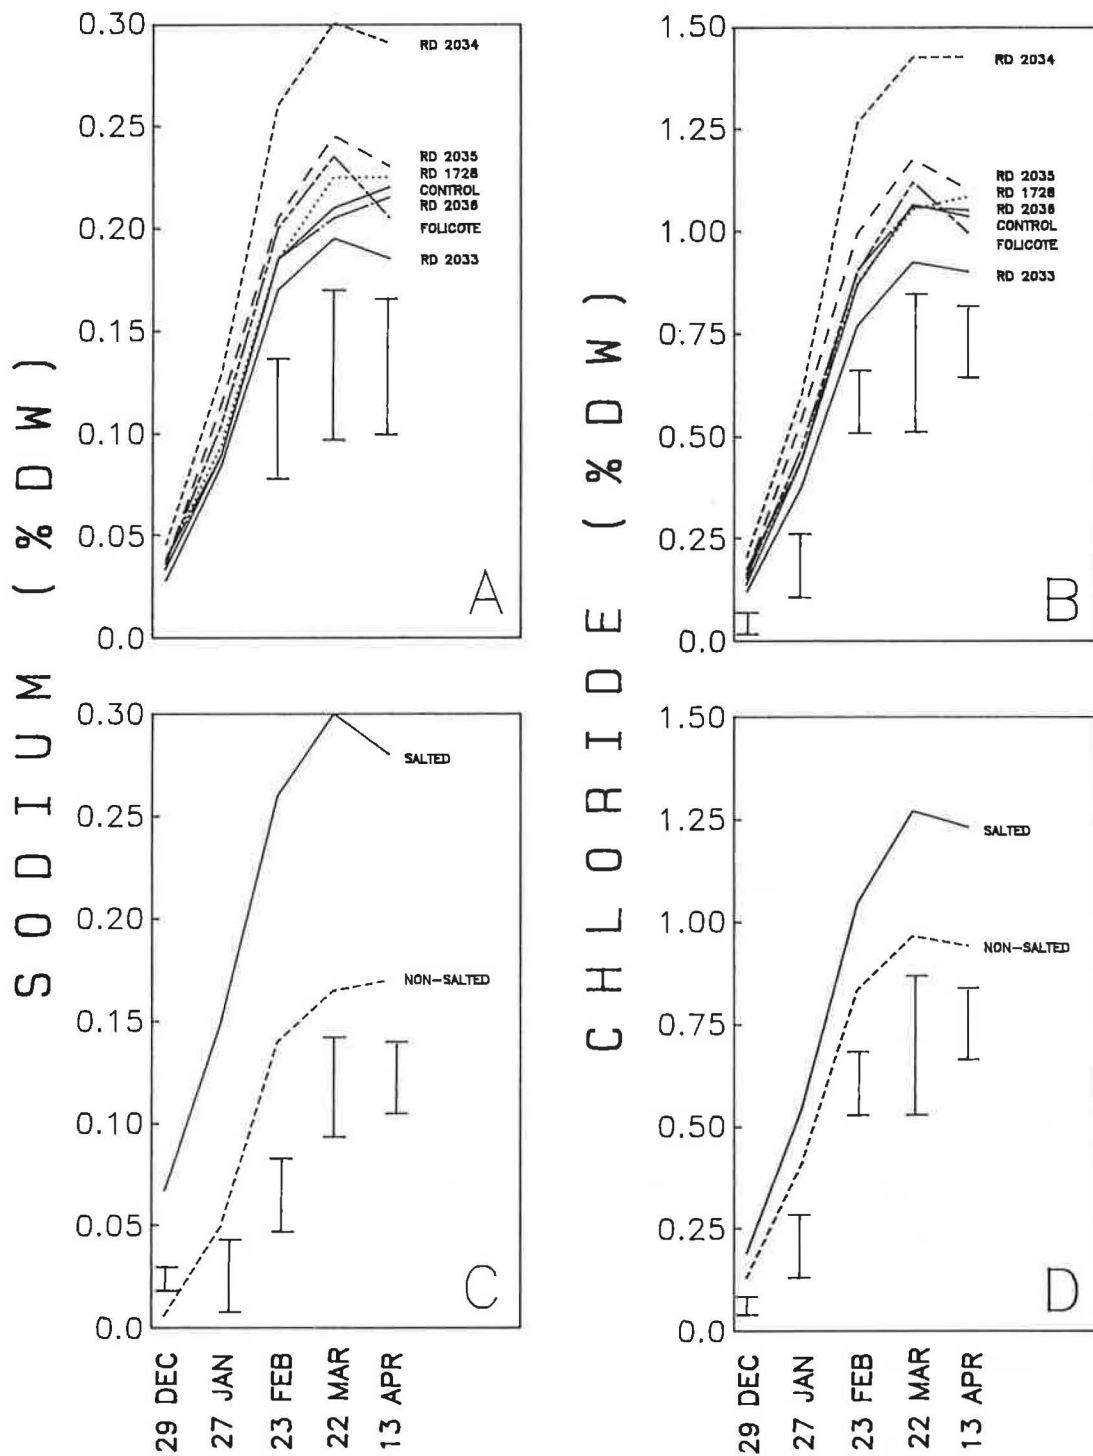 SODIUM (%DW)
0.30
0.25
0.20
0.15
0.10
0.05
0.0
RD 2034
RD 2035
RD 1728
CONTROL
RD 2036
FOLICOTE
RD 2033
A
CHLORIDE (%DW)
1.50
1.25
1.00
0.75
0.50
0.25
0.0
RD 2034
RD 2035
RD 1728
RD 2036
CONTROL
FOLICOTE
RD 2033
B
0.30
0.25
0.20
0.15
0.10
0.05
0.0
SALTED
NON-SALTED
C
29 DEC
27 JAN
23 FEB
22 MAR
13 APR
1.50
1.25
1.00
0.75
0.50
0.25
0.0
SALTED
NON-SALTED
D
29 DEC
27 JAN
23 FEB
22 MAR
13 APR